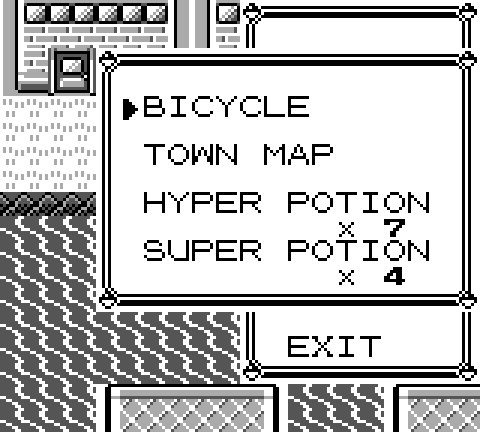 BICYCLE
TOWN MAP
HYPER POTION
x 7
SUPER POTION
x 4
EXIT